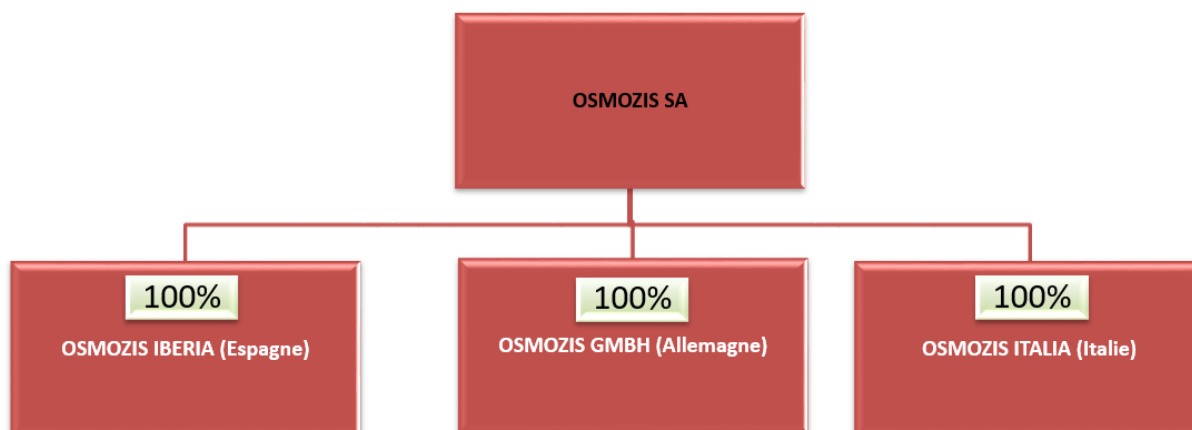 OSMOZIS SA
100%
OSMOZIS IBERIA (Espagne)
100%
OSMOZIS GMBH (Allemagne)
100%
OSMOZIS ITALIA (Italie)